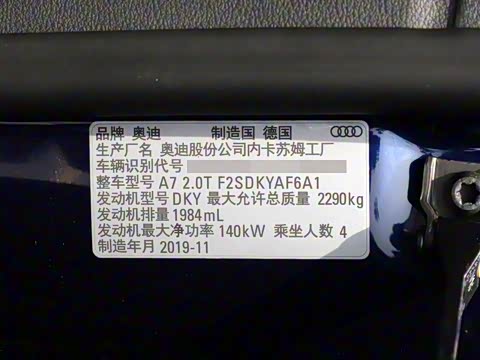 品牌 奥迪 制造国 德国
生产厂名 奥迪股份公司内卡苏姆工厂
车辆识别代号
整车型号 A7 2.0T F2SDKYAF6A1
发动机型号 DKY 最大允许总质量 2290kg
发动机排量 1984mL
发动机最大净功率 140kW 乘坐人数 4
制造年月 2019-11